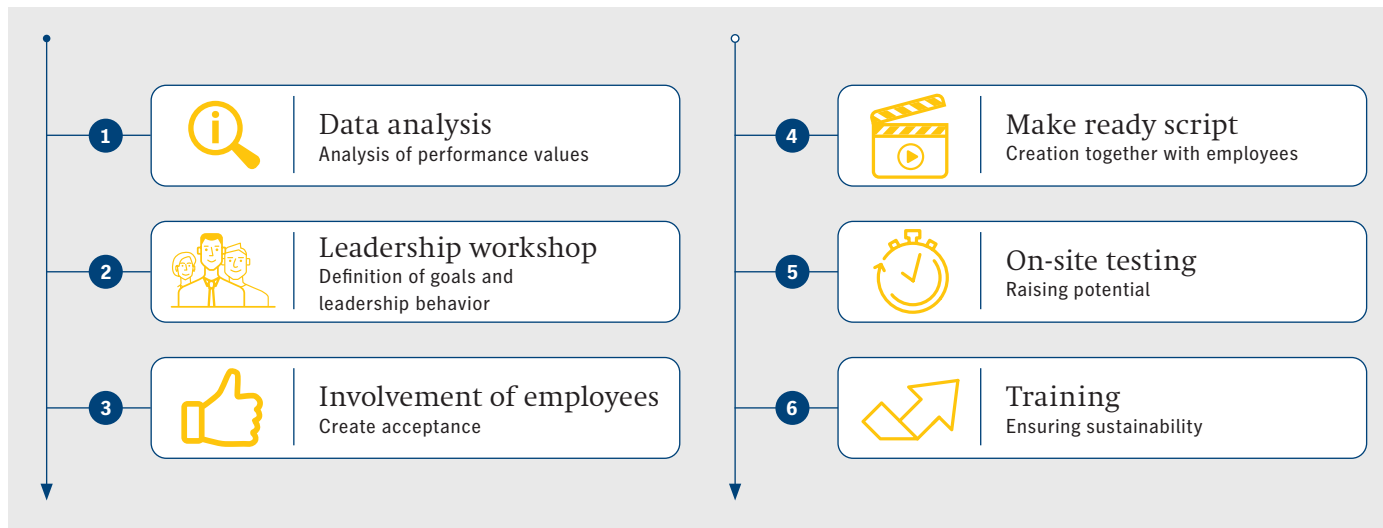 1
Data analysis
Analysis of performance values
2
Leadership workshop
Definition of goals and
leadership behavior
3
Involvement of employees
Create acceptance
4
Make ready script
Creation together with employees
5
On-site testing
Raising potential
6
Training
Ensuring sustainability